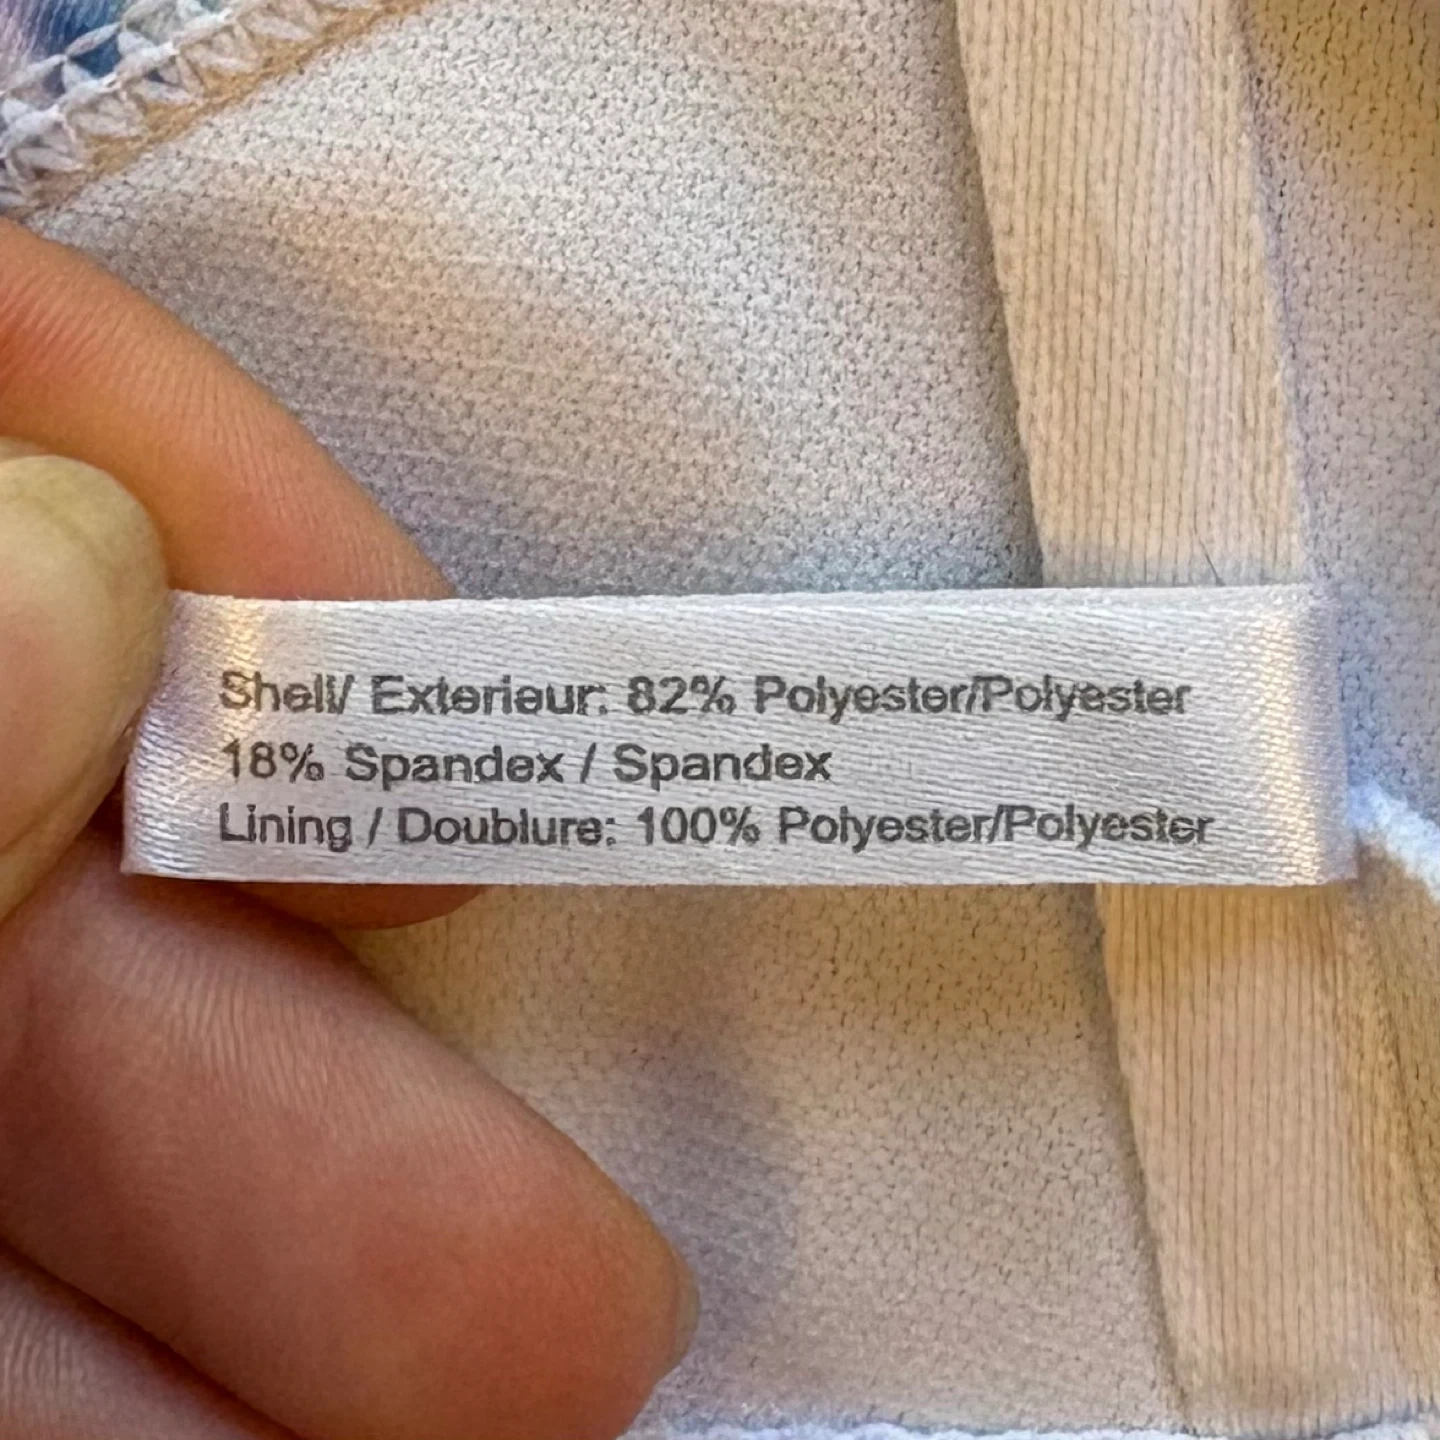 Shell/ Exterieur: 82% Polyester/Polyester
18% Spandex / Spandex
Lining / Doublure: 100% Polyester/Polyester